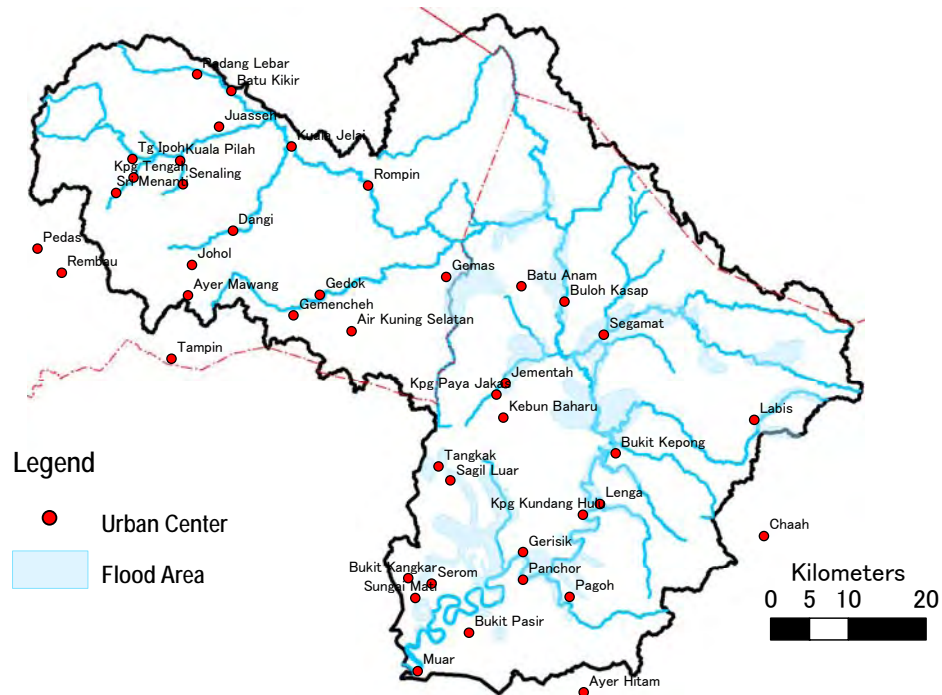 Padang Lebar
Batu Kikir
Juasseh
Kuala Jelai
Tg Ipoh
Kuala Pilah
Kpg Tengah
Senaling
Sri Menanti
Rompin
Dangi
Pedas
Rembau
Johol
Gemas
Batu Anam
Ayer Mawang
Gedok
Buloh Kasap
Gemencheh
Air Kuning Selatan
Segamat
Tampin
Jementah
Kpg Paya Jakas
Kebun Baharu
Labis
Bukit Kepong
Legend
Tangkak
Sagil Luar
Urban Center
Kpg Kundang Hulu
Lenga
Chaah
Flood Area
Gerisik
Bukit Kangkar
Serom
Panchor
Kilometers
Sungai Mati
Pagoh
0 5 10 20
Bukit Pasir
Muar
Ayer Hitam